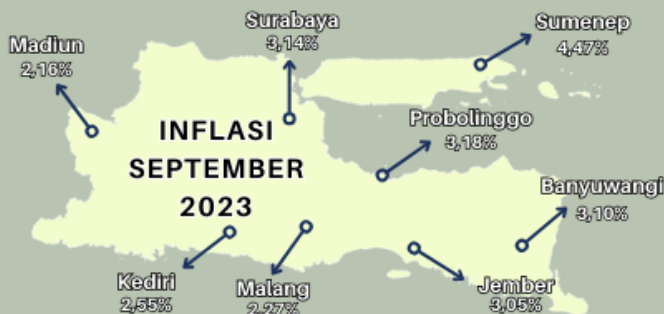 Surabaya
3,14%
Sumenep
4,47%
Madiun
2,16%
Probolinggo
3,18%
INFLASI
SEPTEMBER
2023
Banyuwangi
3,10%
Kediri
2,55%
Malang
2,27%
Jember
3,05%